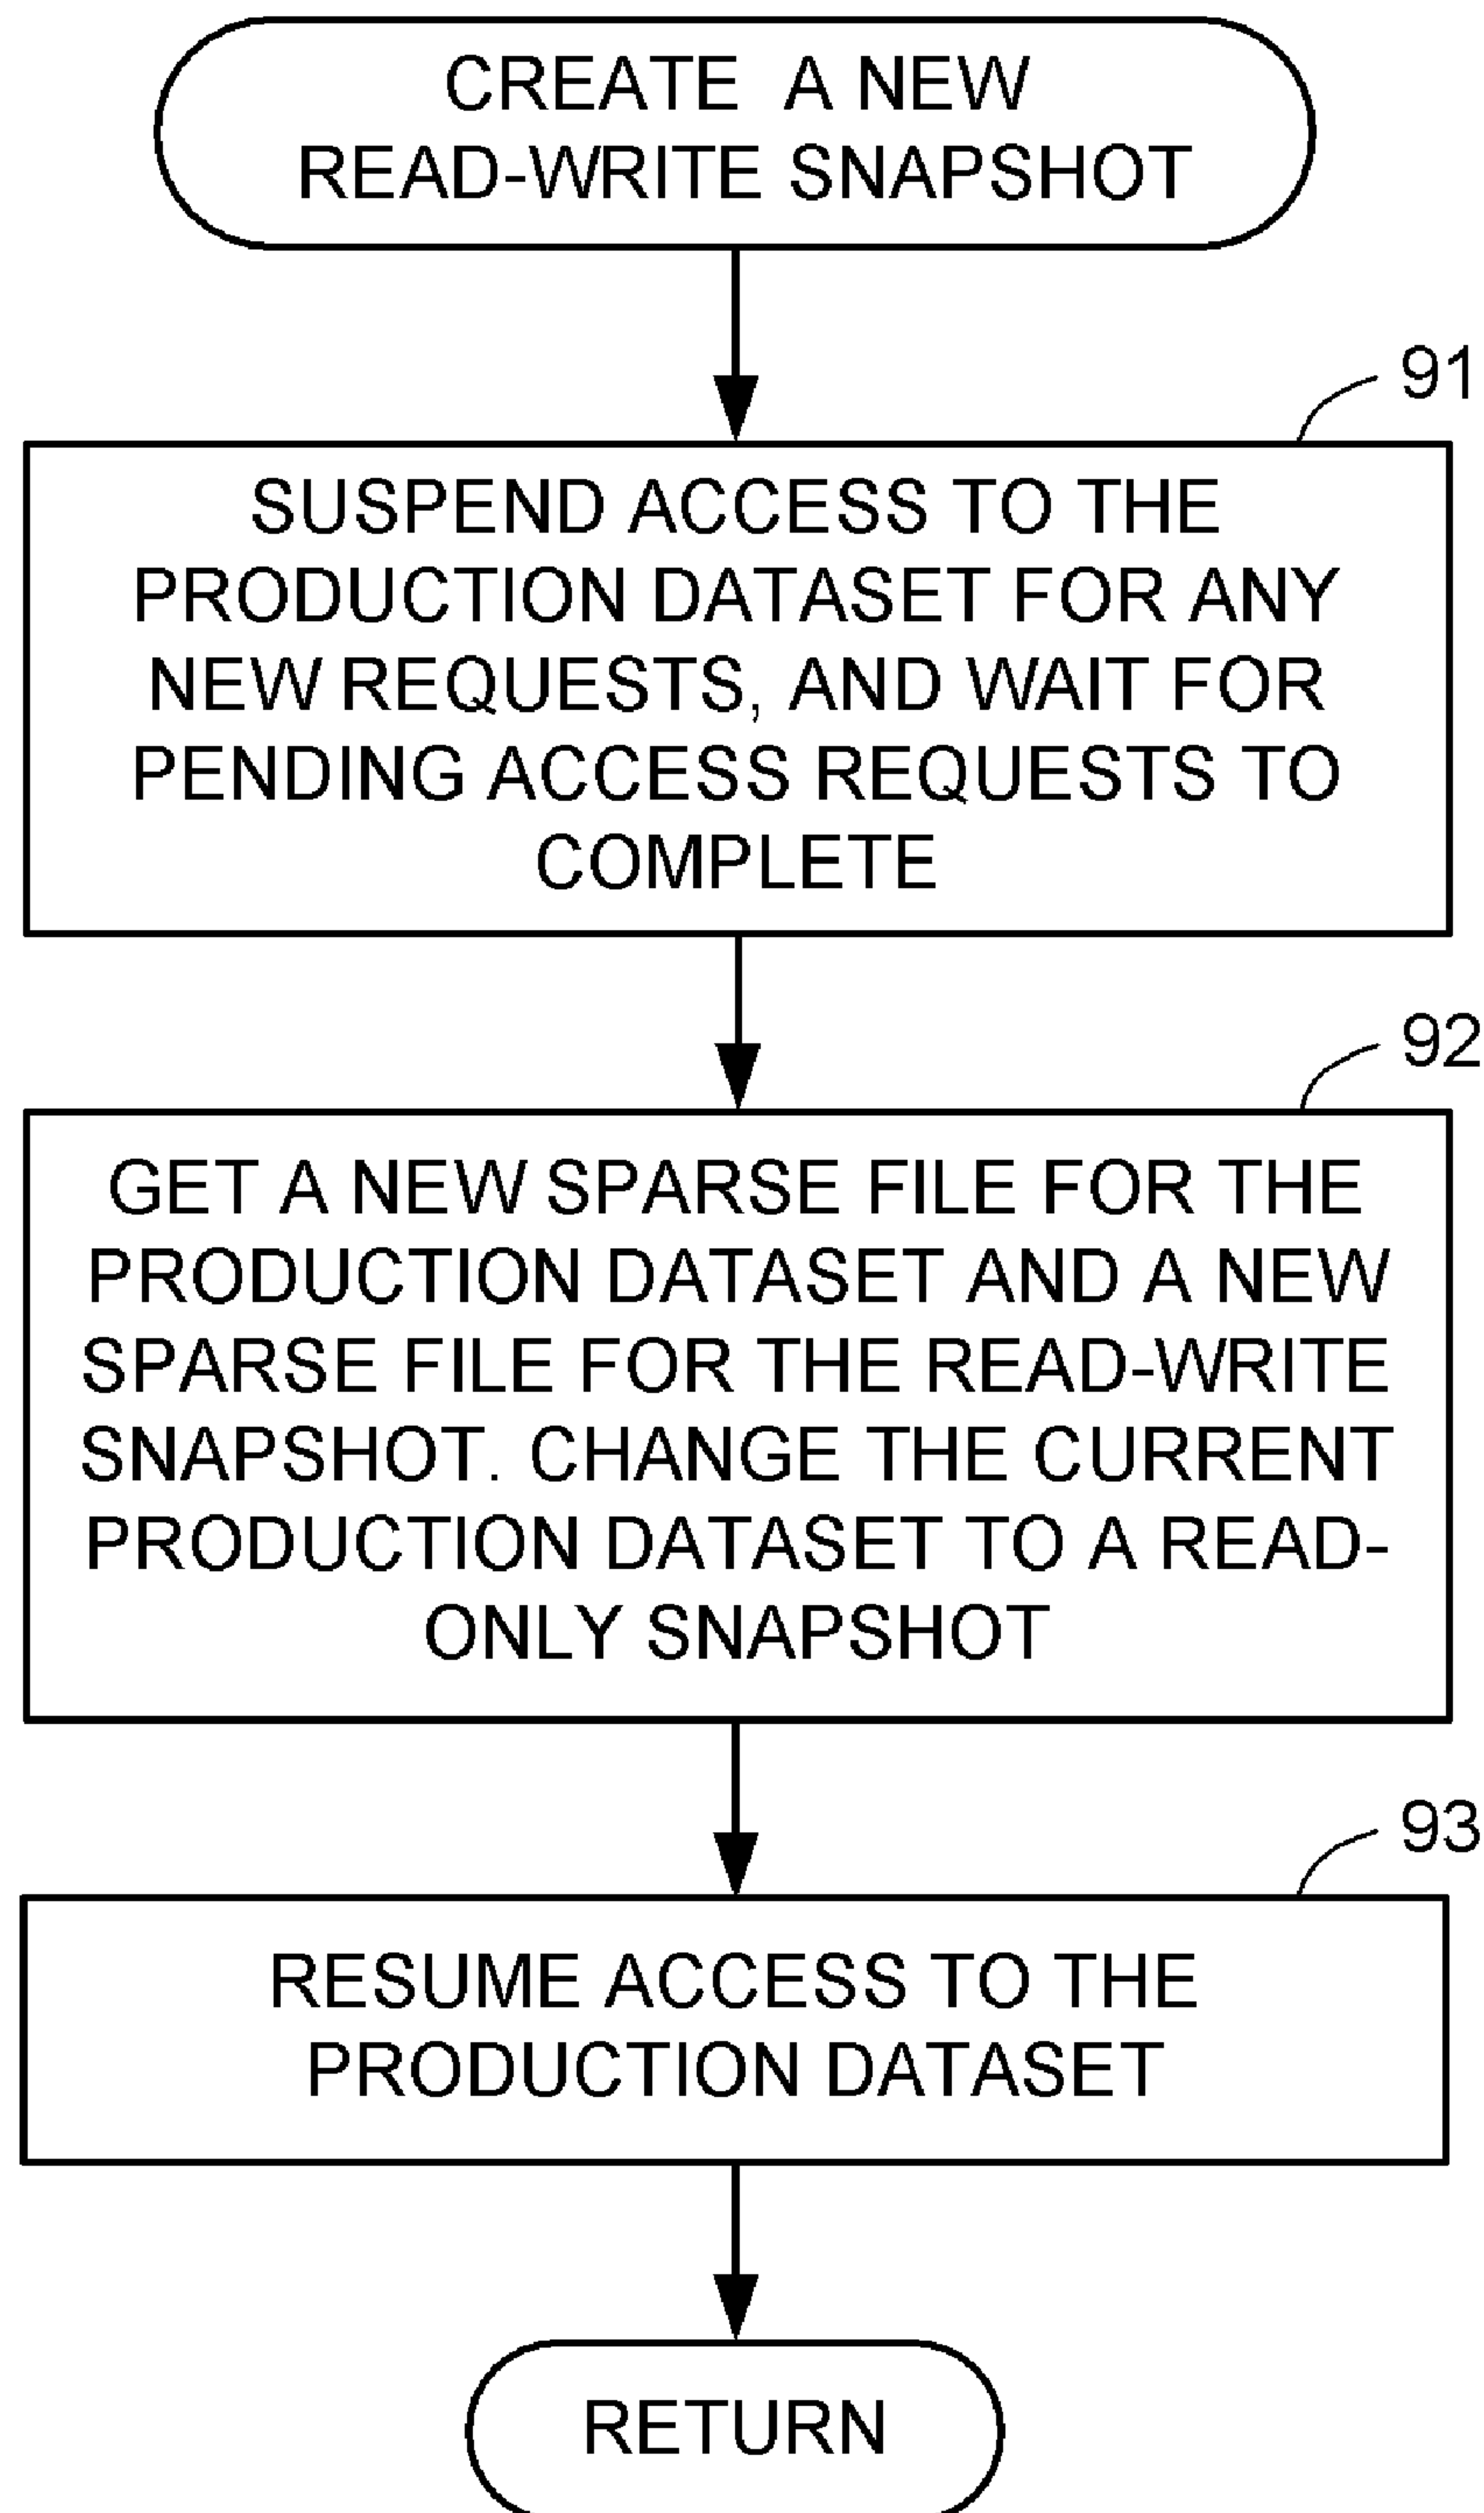 CREATE A NEW
READ-WRITE SNAPSHOT
91
SUSPEND ACCESS TO THE
PRODUCTION DATASET FOR ANY
NEW REQUESTS, AND WAIT FOR
PENDING ACCESS REQUESTS TO
COMPLETE
92
GET A NEW SPARSE FILE FOR THE
PRODUCTION DATASET AND A NEW
SPARSE FILE FOR THE READ-WRITE
SNAPSHOT. CHANGE THE CURRENT
PRODUCTION DATASET TO A READ-
ONLY SNAPSHOT
93
RESUME ACCESS TO THE
PRODUCTION DATASET
RETURN